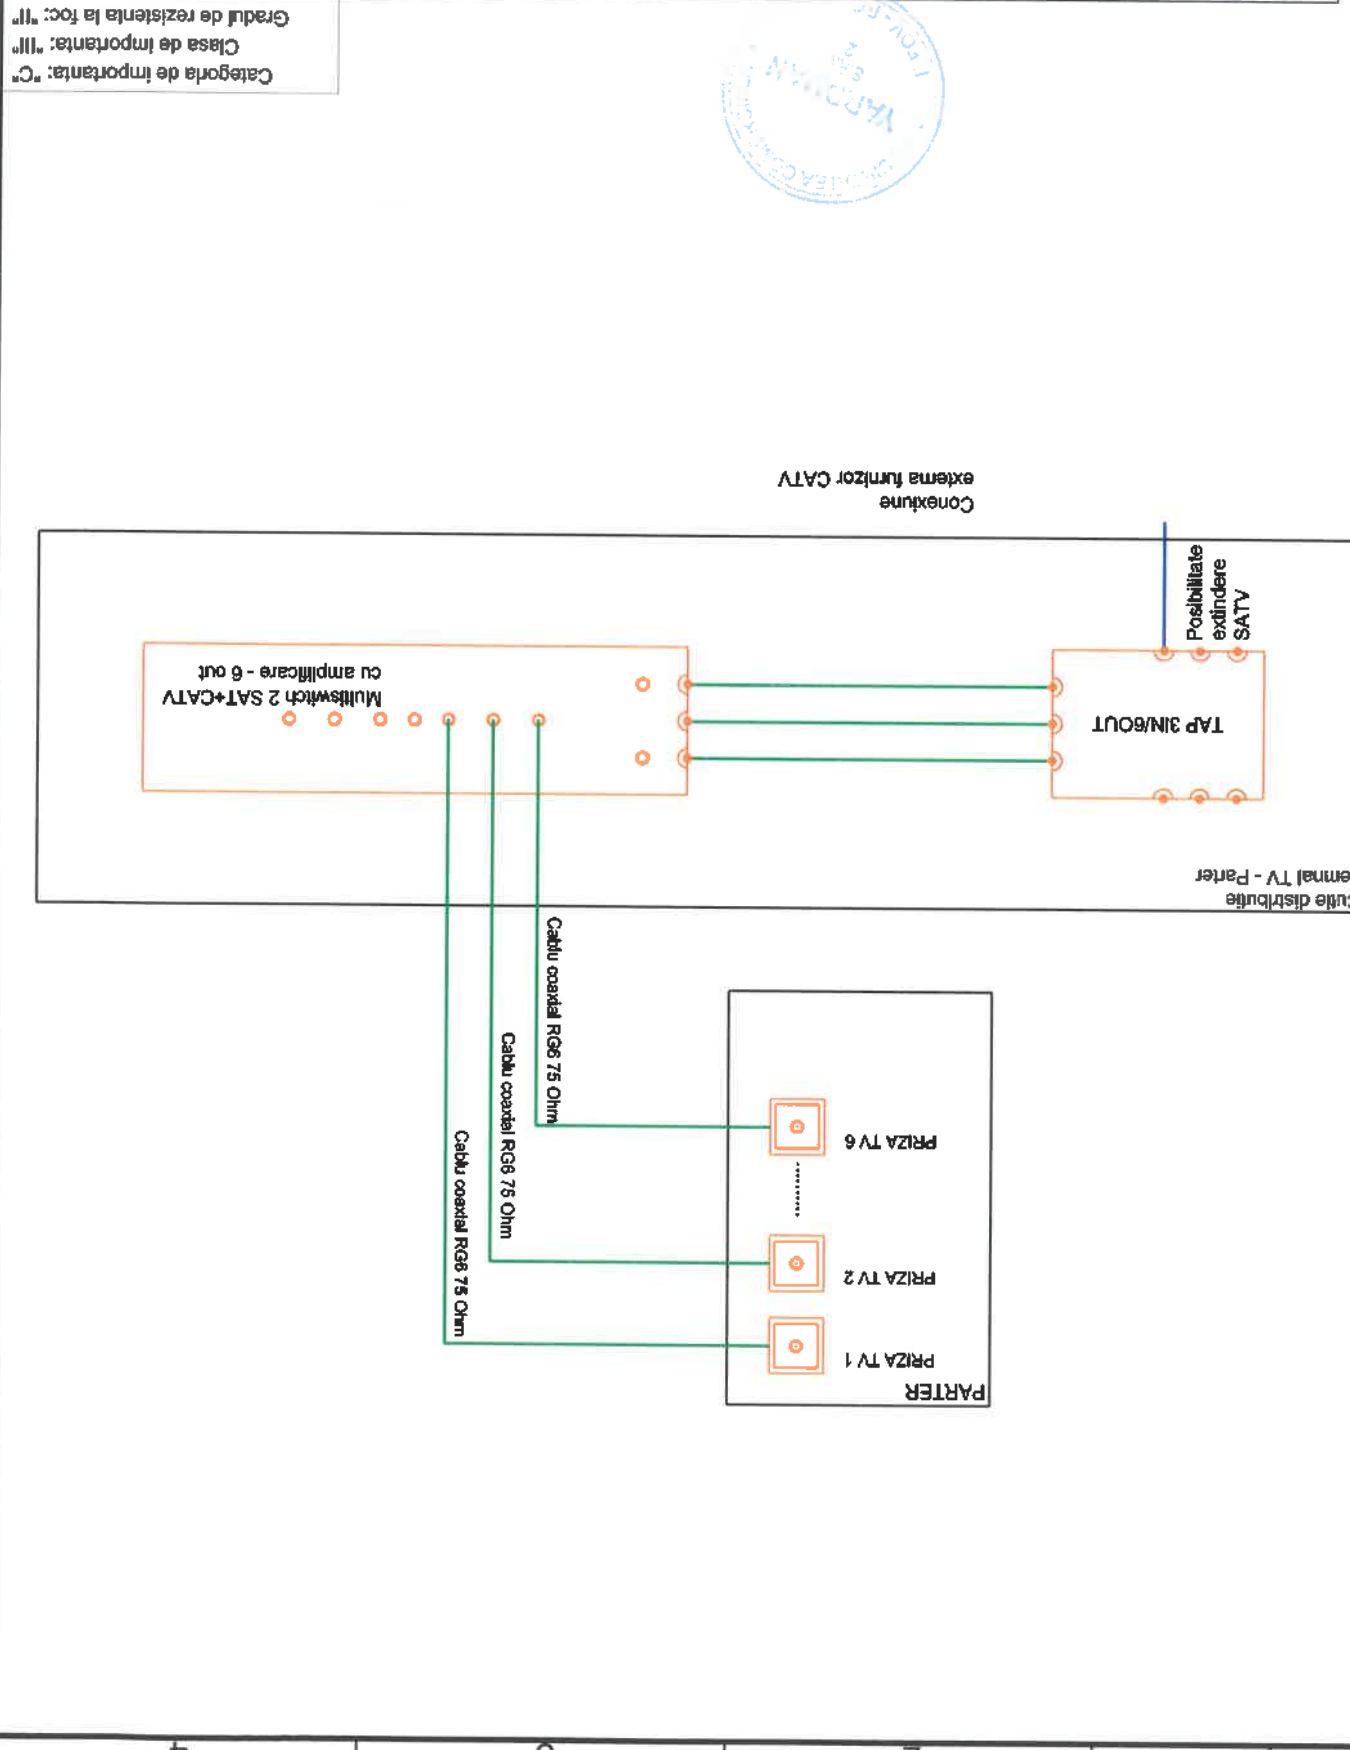 PARTER
PRIZA TV 1
PRIZA TV 2
PRIZA TV 6
Cablu coaxial RG6 75 Ohm
Cablu coaxial RG6 75 Ohm
Cablu coaxial RG6 75 Ohm
distributie
TV - Parter
TAP 3IN/6OUT
Posibilitate
extindere
SATV
Multiswitch 2 SAT+CATV
cu amplificare - 6 out
Conexiune
externa furnizor CATV
Categoria de importanta: "C"
Clasa de importanta: "III"
Gradul de rezistenta la foc: "II"